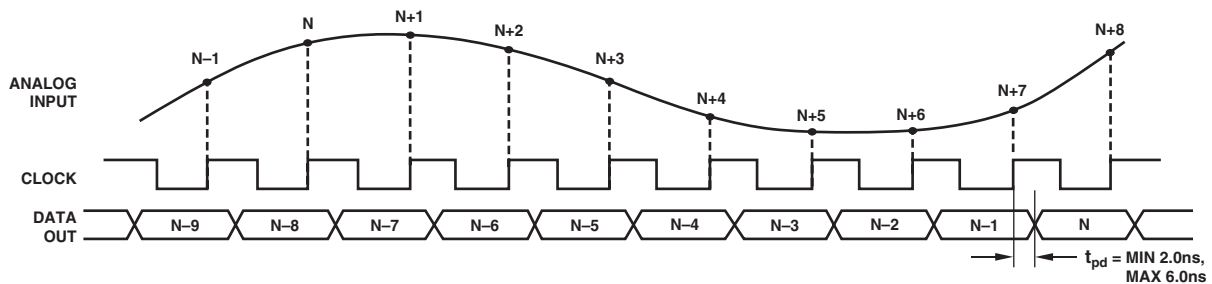 N–1
N
N+1
N+2
N+3
N+4
N+5
N+6
N+7
N+8
ANALOG
INPUT
CLOCK
DATA
OUT
N–9
N–8
N–7
N–6
N–5
N–4
N–3
N–2
N–1
N
tpd = MIN 2.0ns,
MAX 6.0ns